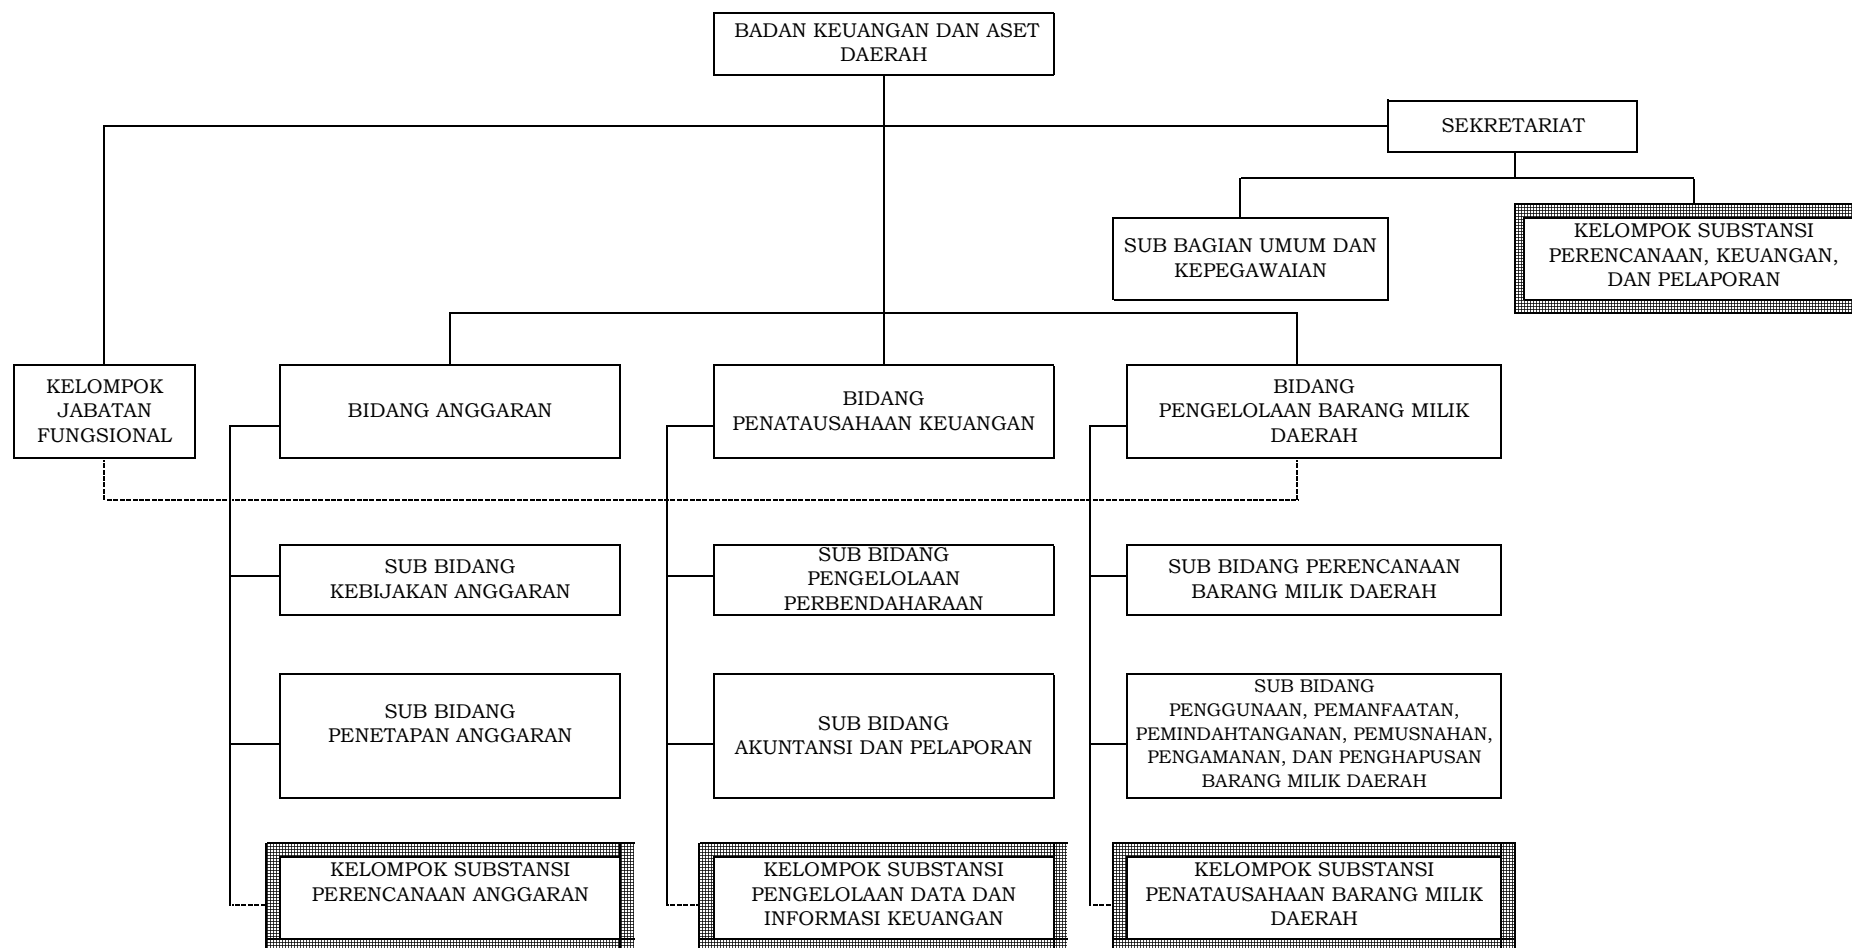 BADAN KEUANGAN DAN ASET
DAERAH
SEKRETARIAT
SUB BAGIAN UMUM DAN
KEPEGAWAIAN
KELOMPOK SUBSTANSI
PERENCANAAN, KEUANGAN,
DAN PELAPORAN
KELOMPOK
JABATAN
FUNGSIONAL
BIDANG ANGGARAN
BIDANG
PENATAUSAHAAN KEUANGAN
BIDANG
PENGELOLAAN BARANG MILIK
DAERAH
SUB BIDANG
KEBIJAKAN ANGGARAN
SUB BIDANG
PENGELOLAAN
PERBENDAHARAAN
SUB BIDANG PERENCANAAN
BARANG MILIK DAERAH
SUB BIDANG
PENETAPAN ANGGARAN
SUB BIDANG
AKUNTANSI DAN PELAPORAN
SUB BIDANG
PENGGUNAAN, PEMANFAATAN,
PEMINDAHTANGANAN, PEMUSNAHAN,
PENGAMANAN, DAN PENGHAPUSAN
BARANG MILIK DAERAH
KELOMPOK SUBSTANSI
PERENCANAAN ANGGARAN
KELOMPOK SUBSTANSI
PENGELOLAAN DATA DAN
INFORMASI KEUANGAN
KELOMPOK SUBSTANSI
PENATAUSAHAAN BARANG MILIK
DAERAH